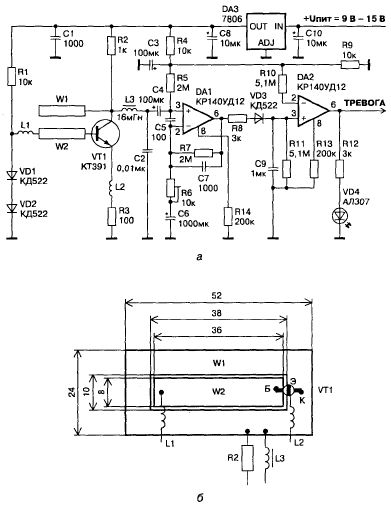 DA3
7806
+Uпит = 9 В – 15 В
OUT IN
ADJ
C1
1000
R2
1к
C3
100мк
R4
10к
C8
10мк
C10
10мк
R9
10к
R1
10к
R5
2М
R10
5,1М
DA2
КР140УД12
W1
L3
16мГн
C4
100мк
DA1
КР140УД12
VD3
КД522
ТРЕВОГА
L1
W2
VT1
КТ391
C5
100
3
2
8
6
3к
R8
2
3
8
6
R7
2М
C7
1000
C2
0,01мк
VD1
КД522
L2
R6
10к
C9
1мк
R11
5,1М
R13
200к
R12
3к
VD2
КД522
R3
100
C6
1000мк
R14
200к
VD4
АЛ307
а
52
38
36
W1
24
10
8
W2
Б
Э
К
VT1
L1
L2
R2
L3
б